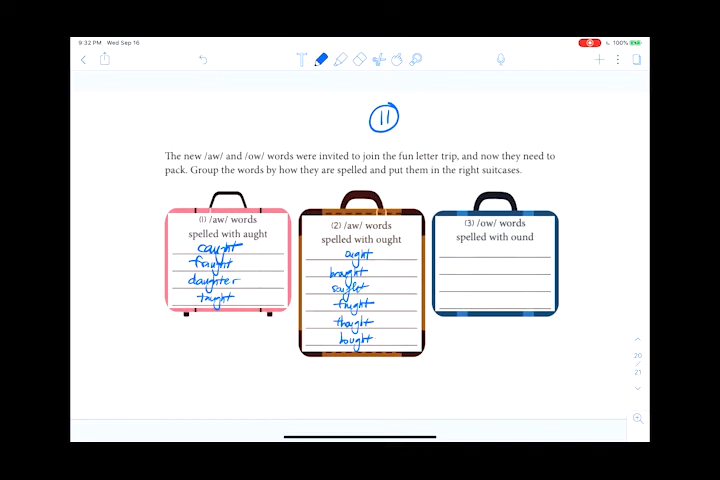 9:32 PM Wed Sep 16
100%
T
11
The new /aw/ and /ow/ words were invited to join the fun letter trip, and now they need to
pack. Group the words by how they are spelled and put them in the right suitcases.
(1) /aw/ words
spelled with aught
caught
fraught
daughter
taught
(2) /aw/ words
spelled with ought
ought
brought
sought
fought
thought
bought
(3) /ow/ words
spelled with ound
20
/
21